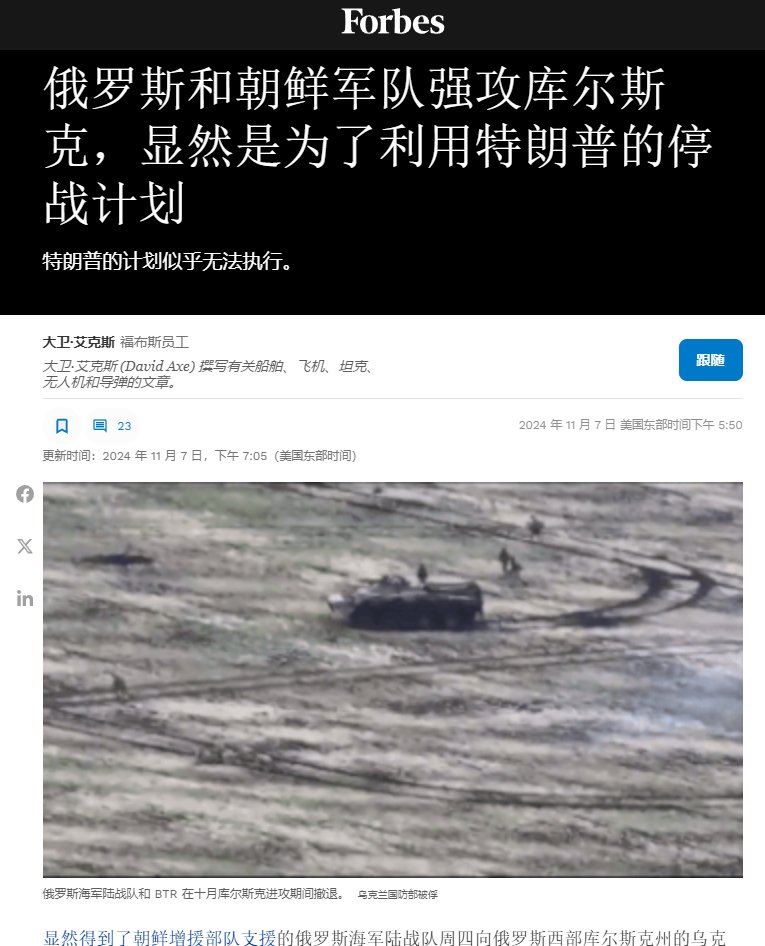 Forbes
俄罗斯和朝鲜军队强攻库尔斯
克，显然是为了利用特朗普的停
战计划
特朗普的计划似乎无法执行。
大卫·艾克斯 福布斯员工
大卫·艾克斯 (David Axe) 撰写有关船舶、飞机、坦克、
无人机和导弹的文章。
跟随
23
2024 年 11 月 7 日 美国东部时间下午 5:50
更新时间：2024 年 11 月 7 日，下午 7:05（美国东部时间）
俄罗斯海军陆战队和 BTR 在十月库尔斯克进攻期间撤退。 乌克兰国防部被俘
显然得到了朝鲜增援部队支援的俄罗斯海军陆战队周四向俄罗斯西部库尔斯克州的乌克